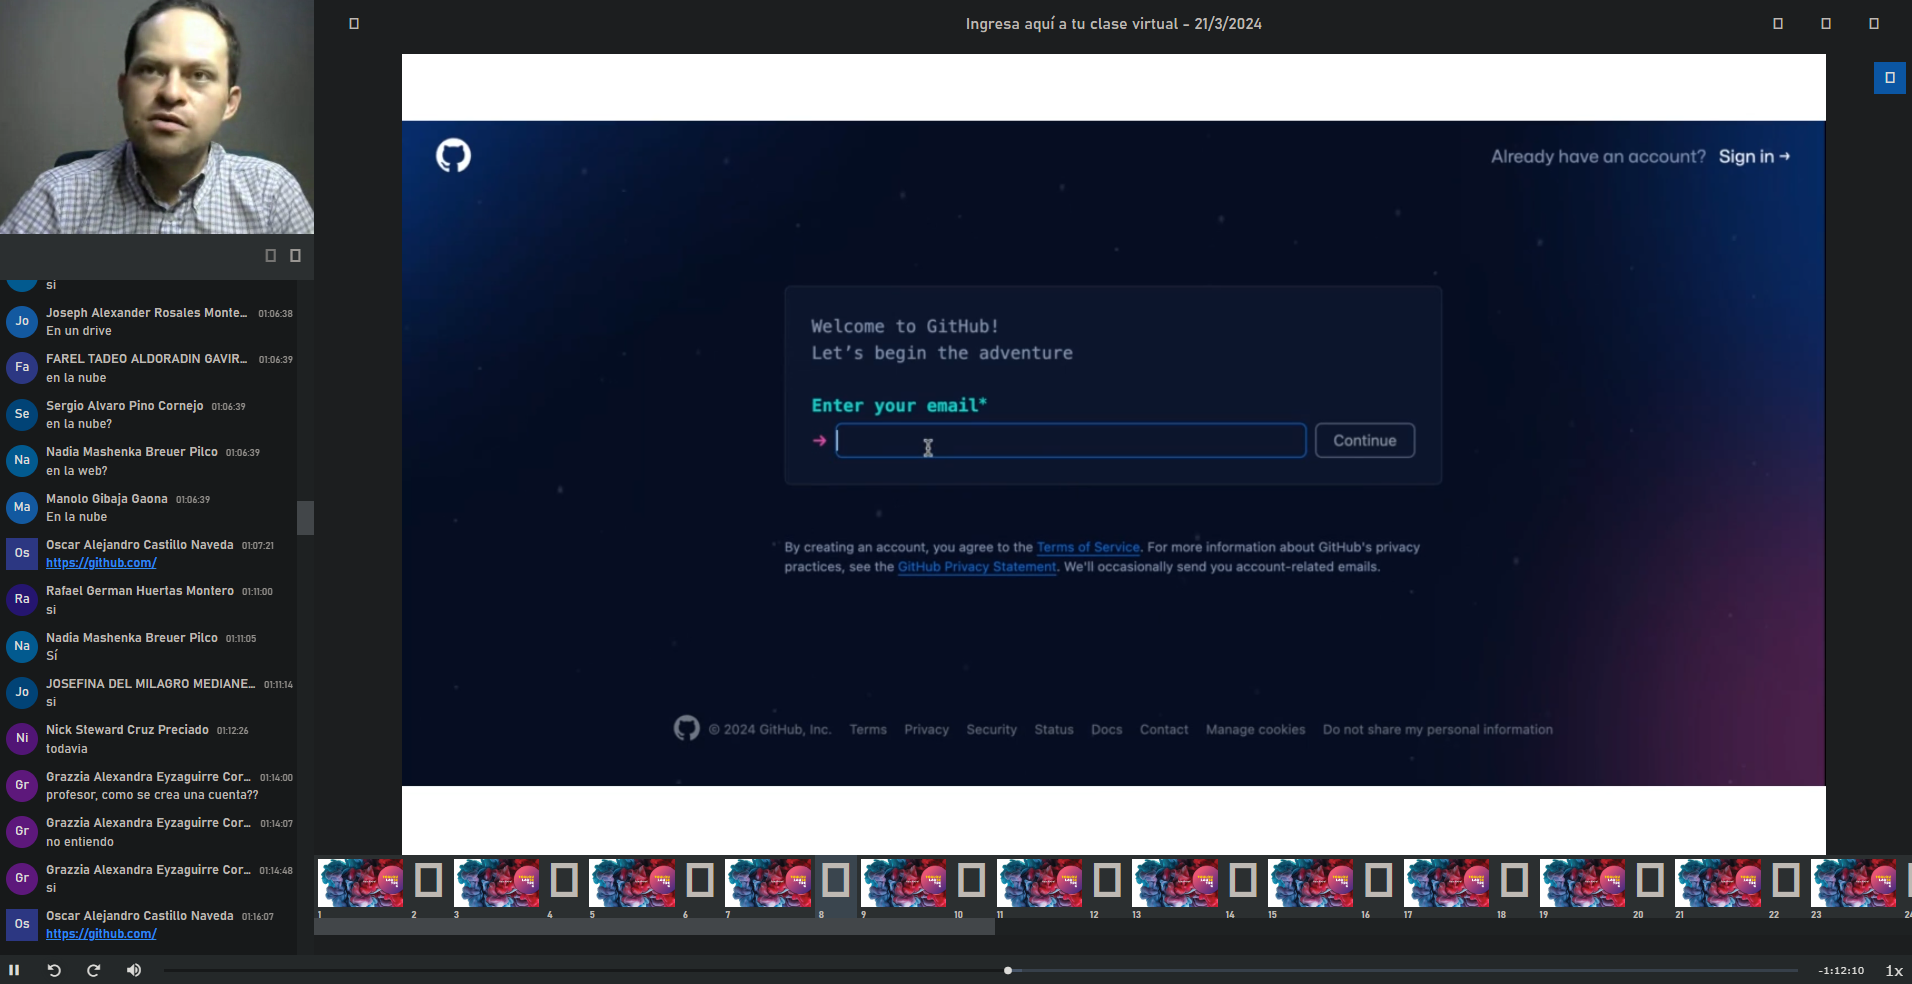 Ingresa aquí a tu clase virtual - 21/3/2024
si
Jo
Joseph Alexander Rosales Monte... 01:06:38
En un drive
Fa
FAREL TADEO ALDORADIN GAVIR... 01:06:39
en la nube
Se
Sergio Alvaro Pino Cornejo 01:06:39
en la nube?
Na
Nadia Mashenka Breuer Pilco 01:06:39
en la web?
Ma
Manolo Gibaja Gaona 01:06:39
En la nube
Os
Oscar Alejandro Castillo Naveda 01:07:21
https://github.com/
Ra
Rafael German Huertas Montero 01:11:00
si
Na
Nadia Mashenka Breuer Pilco 01:11:05
Sí
Jo
JOSEFINA DEL MILAGRO MEDIANE... 01:11:14
si
Ni
Nick Steward Cruz Preciado 01:12:26
todavia
Gr
Grazzia Alexandra Eyzaguirre Cor... 01:14:00
profesor, como se crea una cuenta??
Gr
Grazzia Alexandra Eyzaguirre Cor... 01:14:07
no entiendo
Gr
Grazzia Alexandra Eyzaguirre Cor... 01:14:48
si
Os
Oscar Alejandro Castillo Naveda 01:16:07
https://github.com/
Already have an account? Sign in →
Welcome to GitHub!
Let's begin the adventure
Enter your email*
Continue
By creating an account, you agree to the Terms of Service. For more information about GitHub's privacy
practices, see the GitHub Privacy Statement. We'll occasionally send you account-related emails.
© 2024 GitHub, Inc. Terms Privacy Security Status Docs Contact Manage cookies Do not share my personal information
1 2 3 4 5 6 7 8 9 10 11 12 13 14 15 16 17 18 19 20 21 22 23
-1:12:10 1x